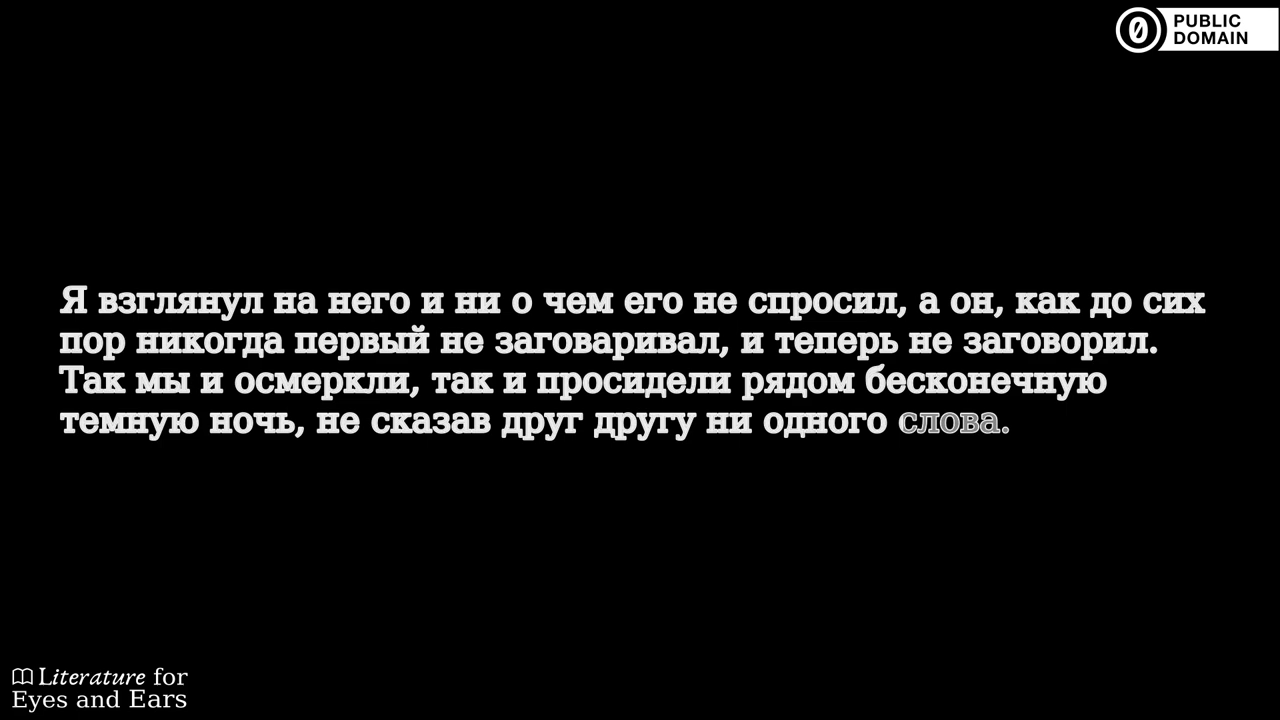 PUBLIC
DOMAIN
Я взглянул на него и ни о чем его не спросил, а он, как до сих
пор никогда первый не заговаривал, и теперь не заговорил.
Так мы и осмеркли, так и просидели рядом бесконечную
темную ночь, не сказав друг другу ни одного слова.
Literature for
Eyes and Ears